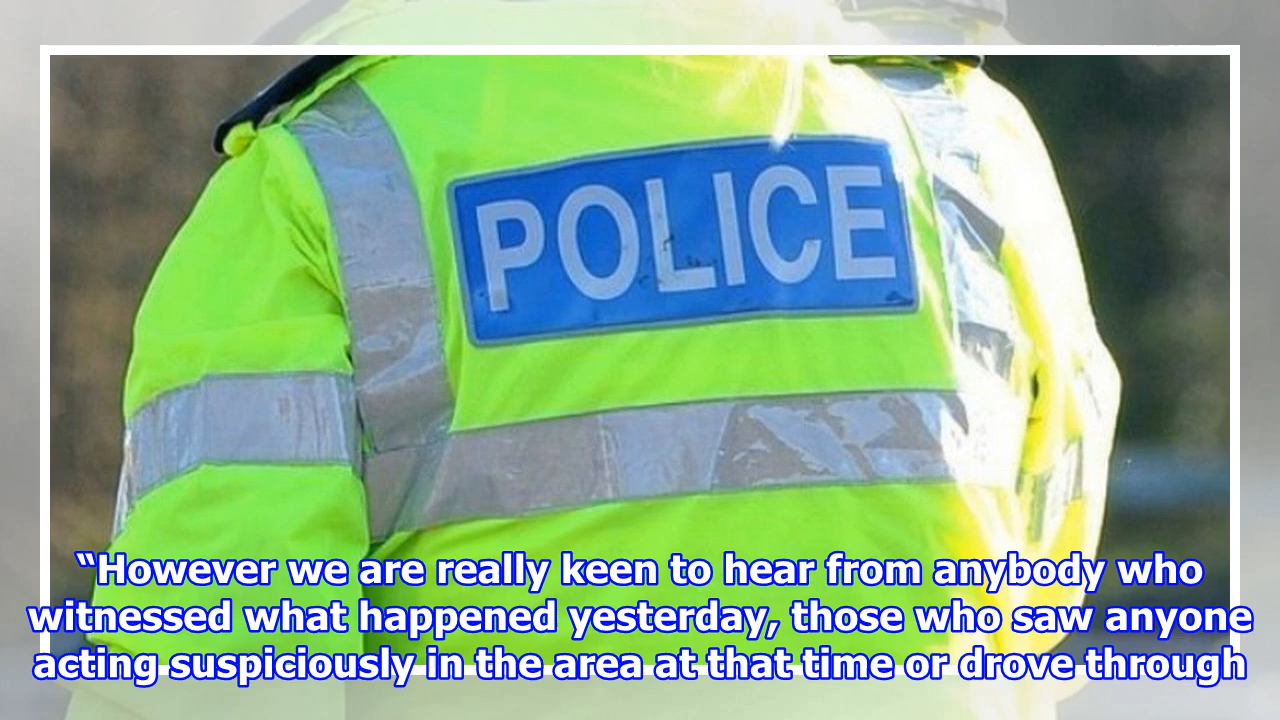 POLICE
“However we are really keen to hear from anybody who
witnessed what happened yesterday, those who saw anyone
acting suspiciously in the area at that time or drove through